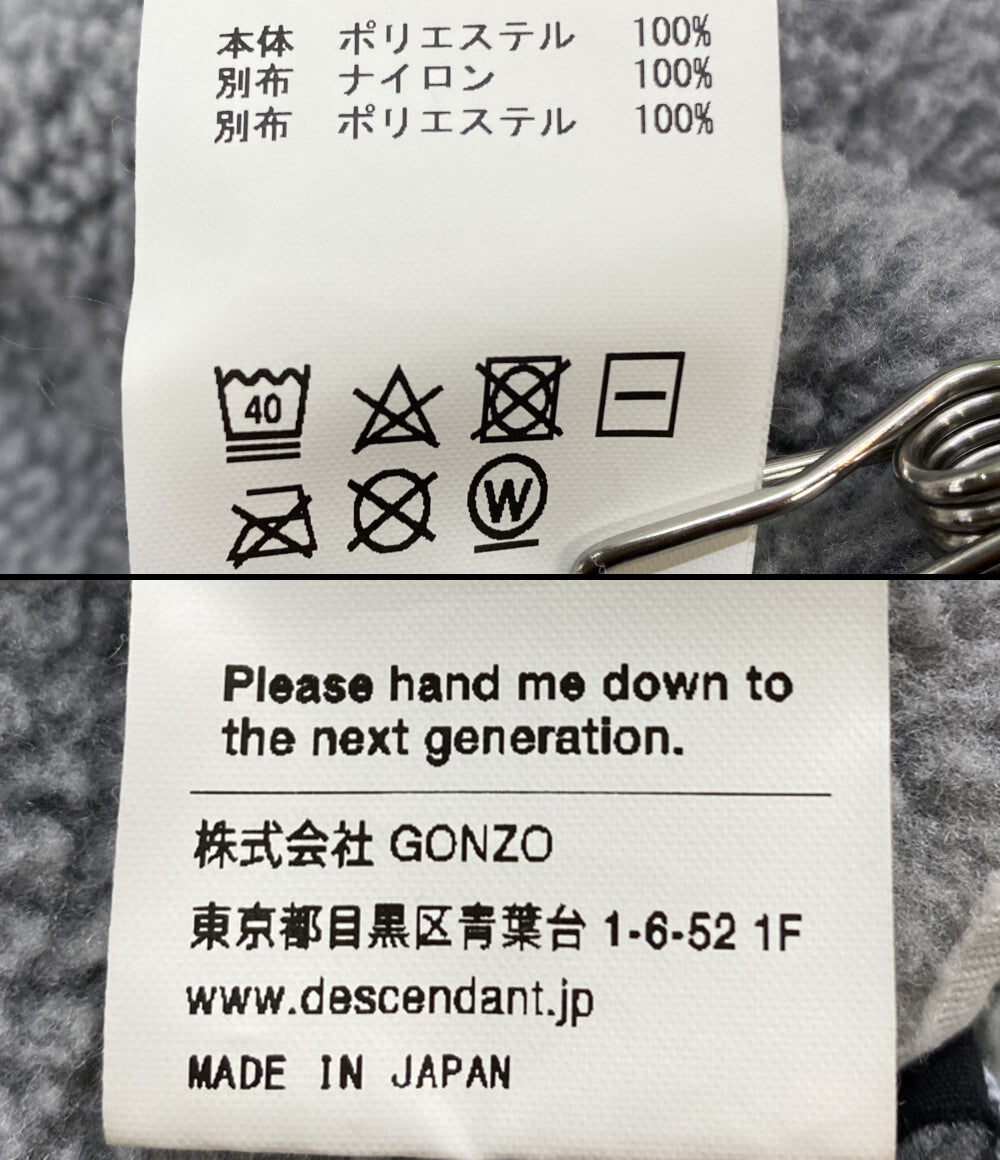 本体 ポリエステル 100%
別布 ナイロン 100%
別布 ポリエステル 100%
40
W
Please hand me down to
the next generation.
株式会社 GONZO
東京都目黒区青葉台 1-6-52 1F
www.descendant.jp
MADE IN JAPAN